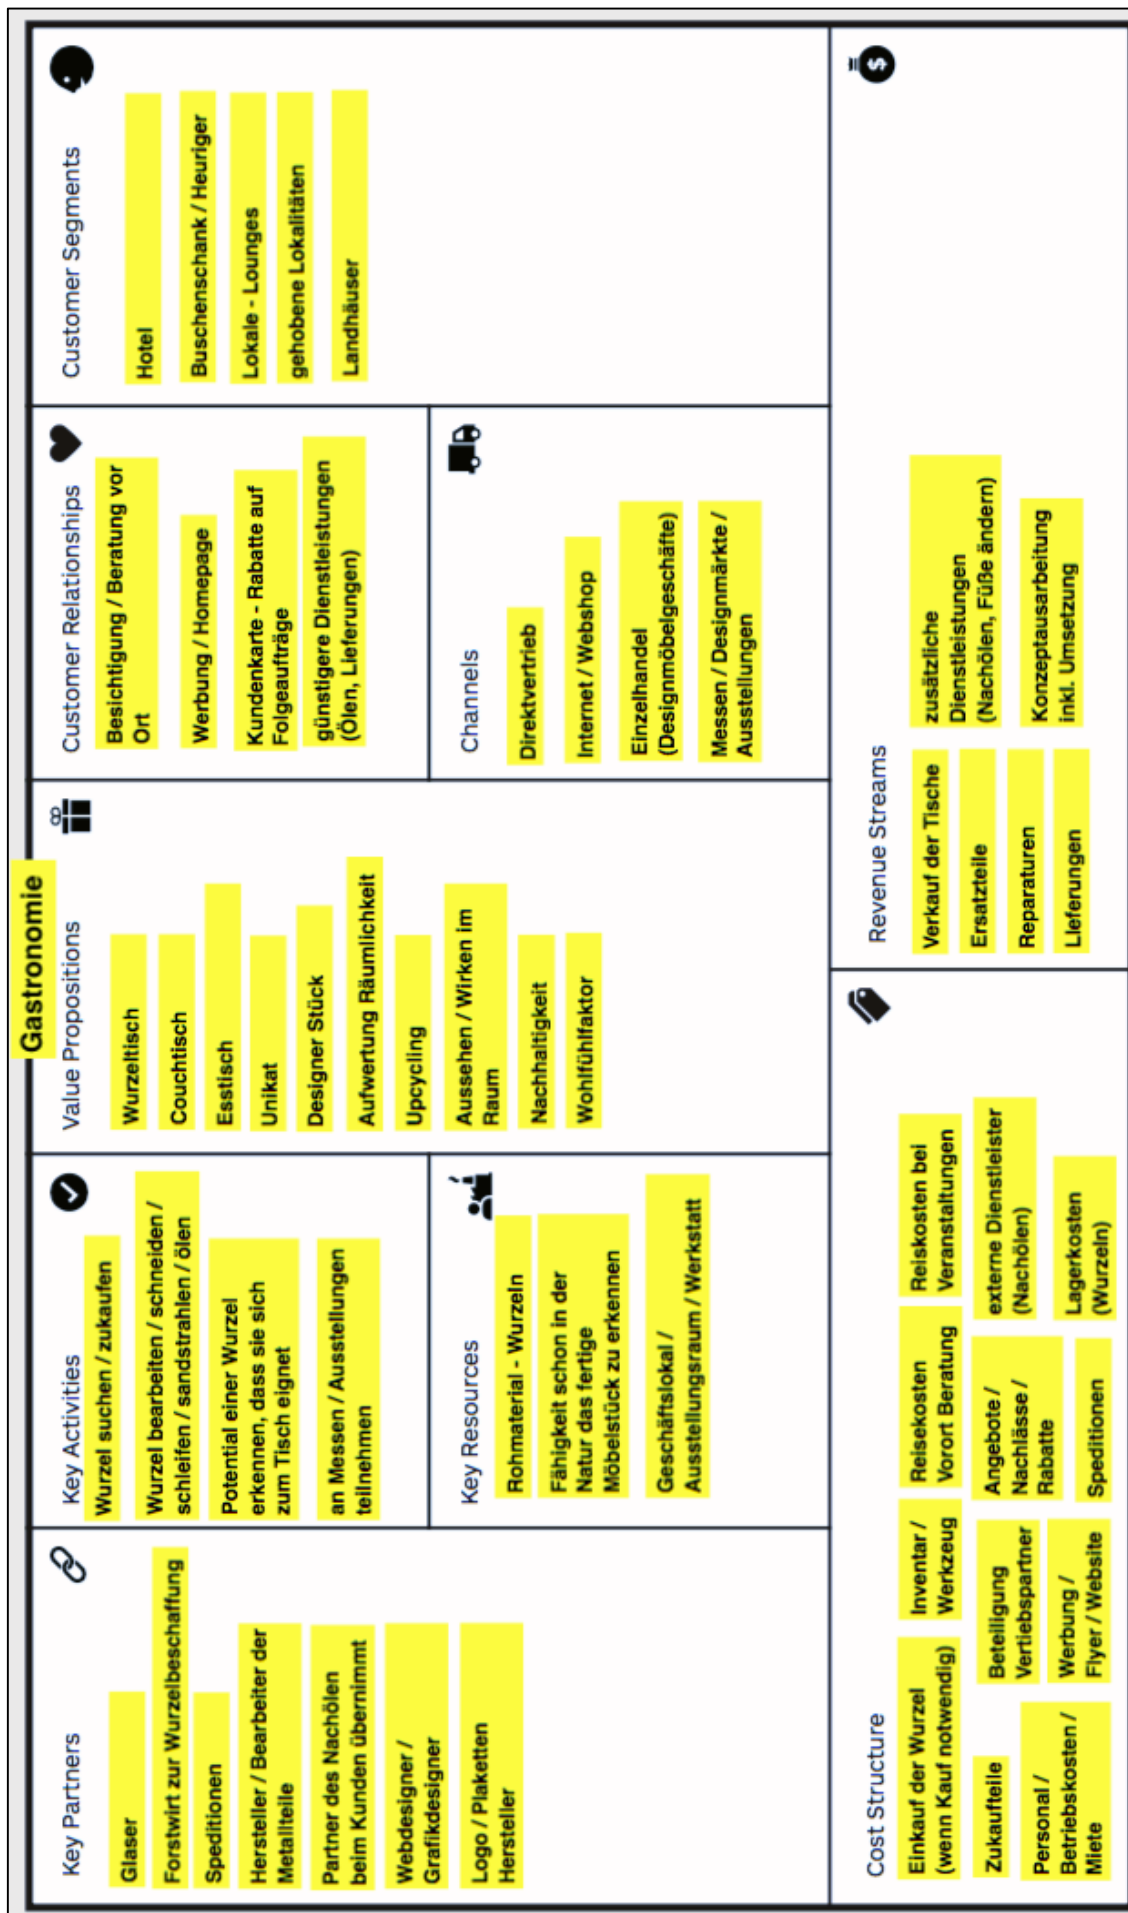 Gastronomie
Key Partners
Glaser
Forstwirt zur Wurzelbeschaffung
Speditionen
Hersteller / Bearbeiter der
Metallteile
Partner des Nachölen
beim Kunden übernimmt
Webdesigner /
Grafikdesigner
Logo / Plaketten
Hersteller
Key Activities
Wurzel suchen / zukaufen
Wurzel bearbeiten / schneiden /
schleifen / sandstrahlen / ölen
Potential einer Wurzel
erkennen, dass sie sich
zum Tisch eignet
an Messen / Ausstellungen
teilnehmen
Key Resources
Rohmaterial - Wurzeln
Fähigkeit schon in der
Natur das fertige
Möbelstück zu erkennen
Geschäftslokal /
Ausstellungsraum / Werkstatt
Value Propositions
Wurzeltisch
Couchtisch
Esstisch
Unikat
Designer Stück
Aufwertung Räumlichkeit
Upcycling
Aussehen / Wirken im
Raum
Nachhaltigkeit
Wohlfühlfaktor
Customer Relationships
Besichtigung / Beratung vor
Ort
Werbung / Homepage
Kundenkarte - Rabatte auf
Folgeaufträge
günstigere Dienstleistungen
(Ölen, Lieferungen)
Channels
Direktvertrieb
Internet / Webshop
Einzelhandel
(Designmöbelgeschäfte)
Messen / Designmärkte /
Ausstellungen
Customer Segments
Hotel
Buschenschank / Heuriger
Lokale - Lounges
gehobene Lokalitäten
Landhäuser
Cost Structure
Einkauf der Wurzel
(wenn Kauf notwendig)
Zukaufteile
Personal /
Betriebskosten /
Miete
Inventar /
Werkzeug
Beteiligung
Vertiebspartner
Werbung /
Flyer / Website
Reisekosten
Vorort Beratung
Angebote /
Nachlässe /
Rabatte
Speditionen
Reiskosten bei
Veranstaltungen
externe Dienstleister
(Nachölen)
Lagerkosten
(Wurzeln)
Revenue Streams
Verkauf der Tische
Ersatzteile
Reparaturen
LIeferungen
zusätzliche
Dienstleistungen
(Nachölen, Füße ändern)
Konzeptausarbeitung
inkl. Umsetzung